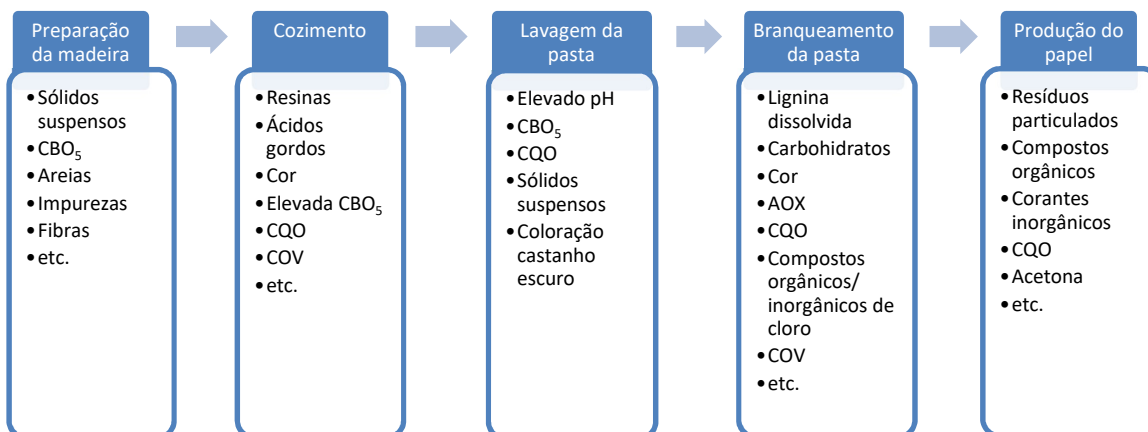 Preparação
da madeira
• Sólidos
suspensos
• CBO₅
• Areias
• Impurezas
• Fibras
• etc.
Cozimento
• Resinas
• Ácidos
gordos
• Cor
• Elevada CBO₅
• CQO
• COV
• etc.
Lavagem da
pasta
• Elevado pH
• CBO₅
• CQO
• Sólidos
suspensos
• Coloração
castanho
escuro
Branqueamento
da pasta
• Lignina
dissolvida
• Carbohidratos
• Cor
• AOX
• CQO
• Compostos
orgânicos/
inorgânicos de
cloro
• COV
• etc.
Produção do
papel
• Resíduos
particulados
• Compostos
orgânicos
• Corantes
inorgânicos
• CQO
• Acetona
• etc.